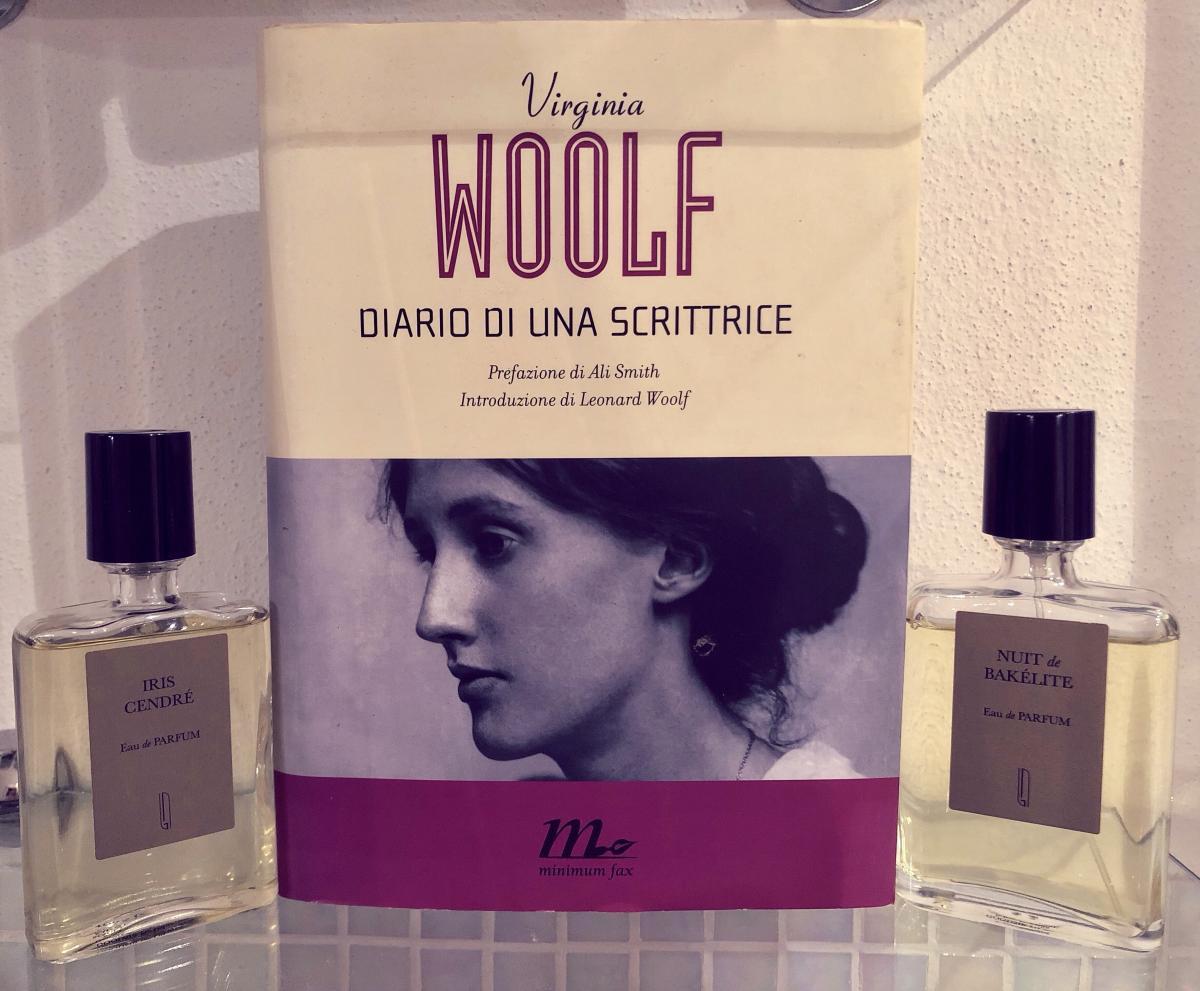 Virginia
WOOLF
DIARIO DI UNA SCRITTRICE
Prefazione di Ali Smith
Introduzione di Leonard Woolf
m
minimum fax
IRIS
CENDRÉ
Eau de PARFUM
NUIT de
BAKÉLITE
Eau de PARFUM